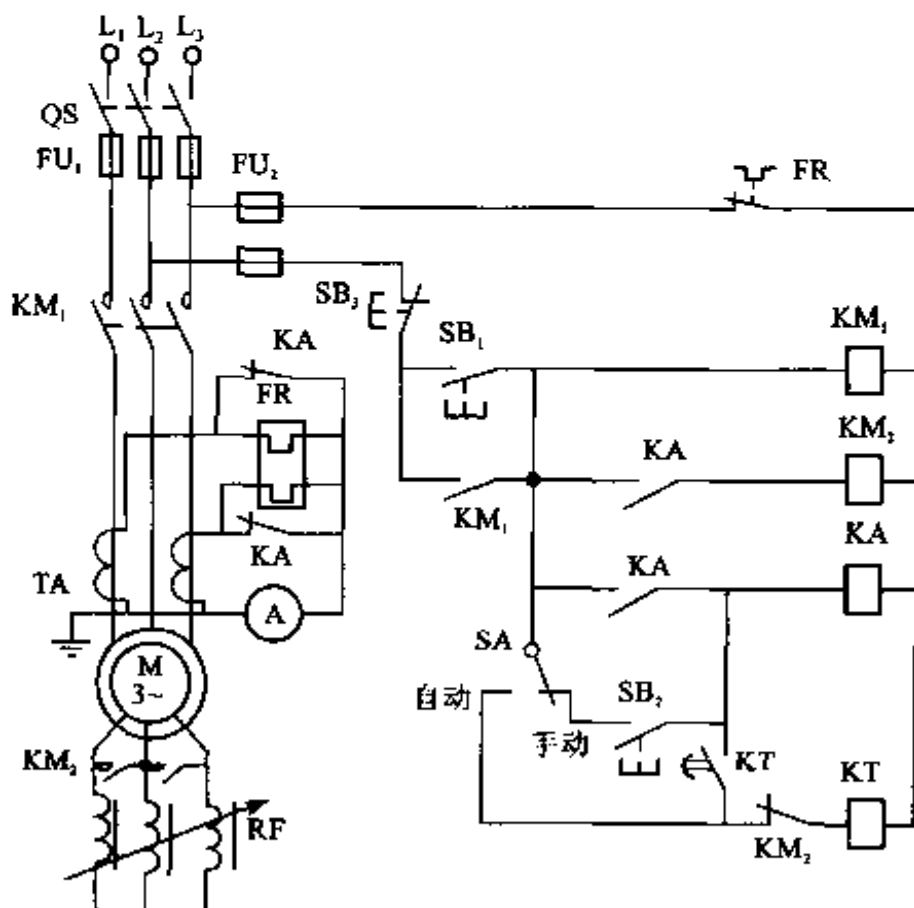 L₁ L₂ L₃
QS
FU₁
FU₂
FR
KM₁
SB₃
KA
SB₁
KM₁
FR
KM₂
KA
KM₁
KA
KA
TA
KA
A
SA
M
3~
自动
手动
SB₂
KM₂
KT
KT
RF
KM₂